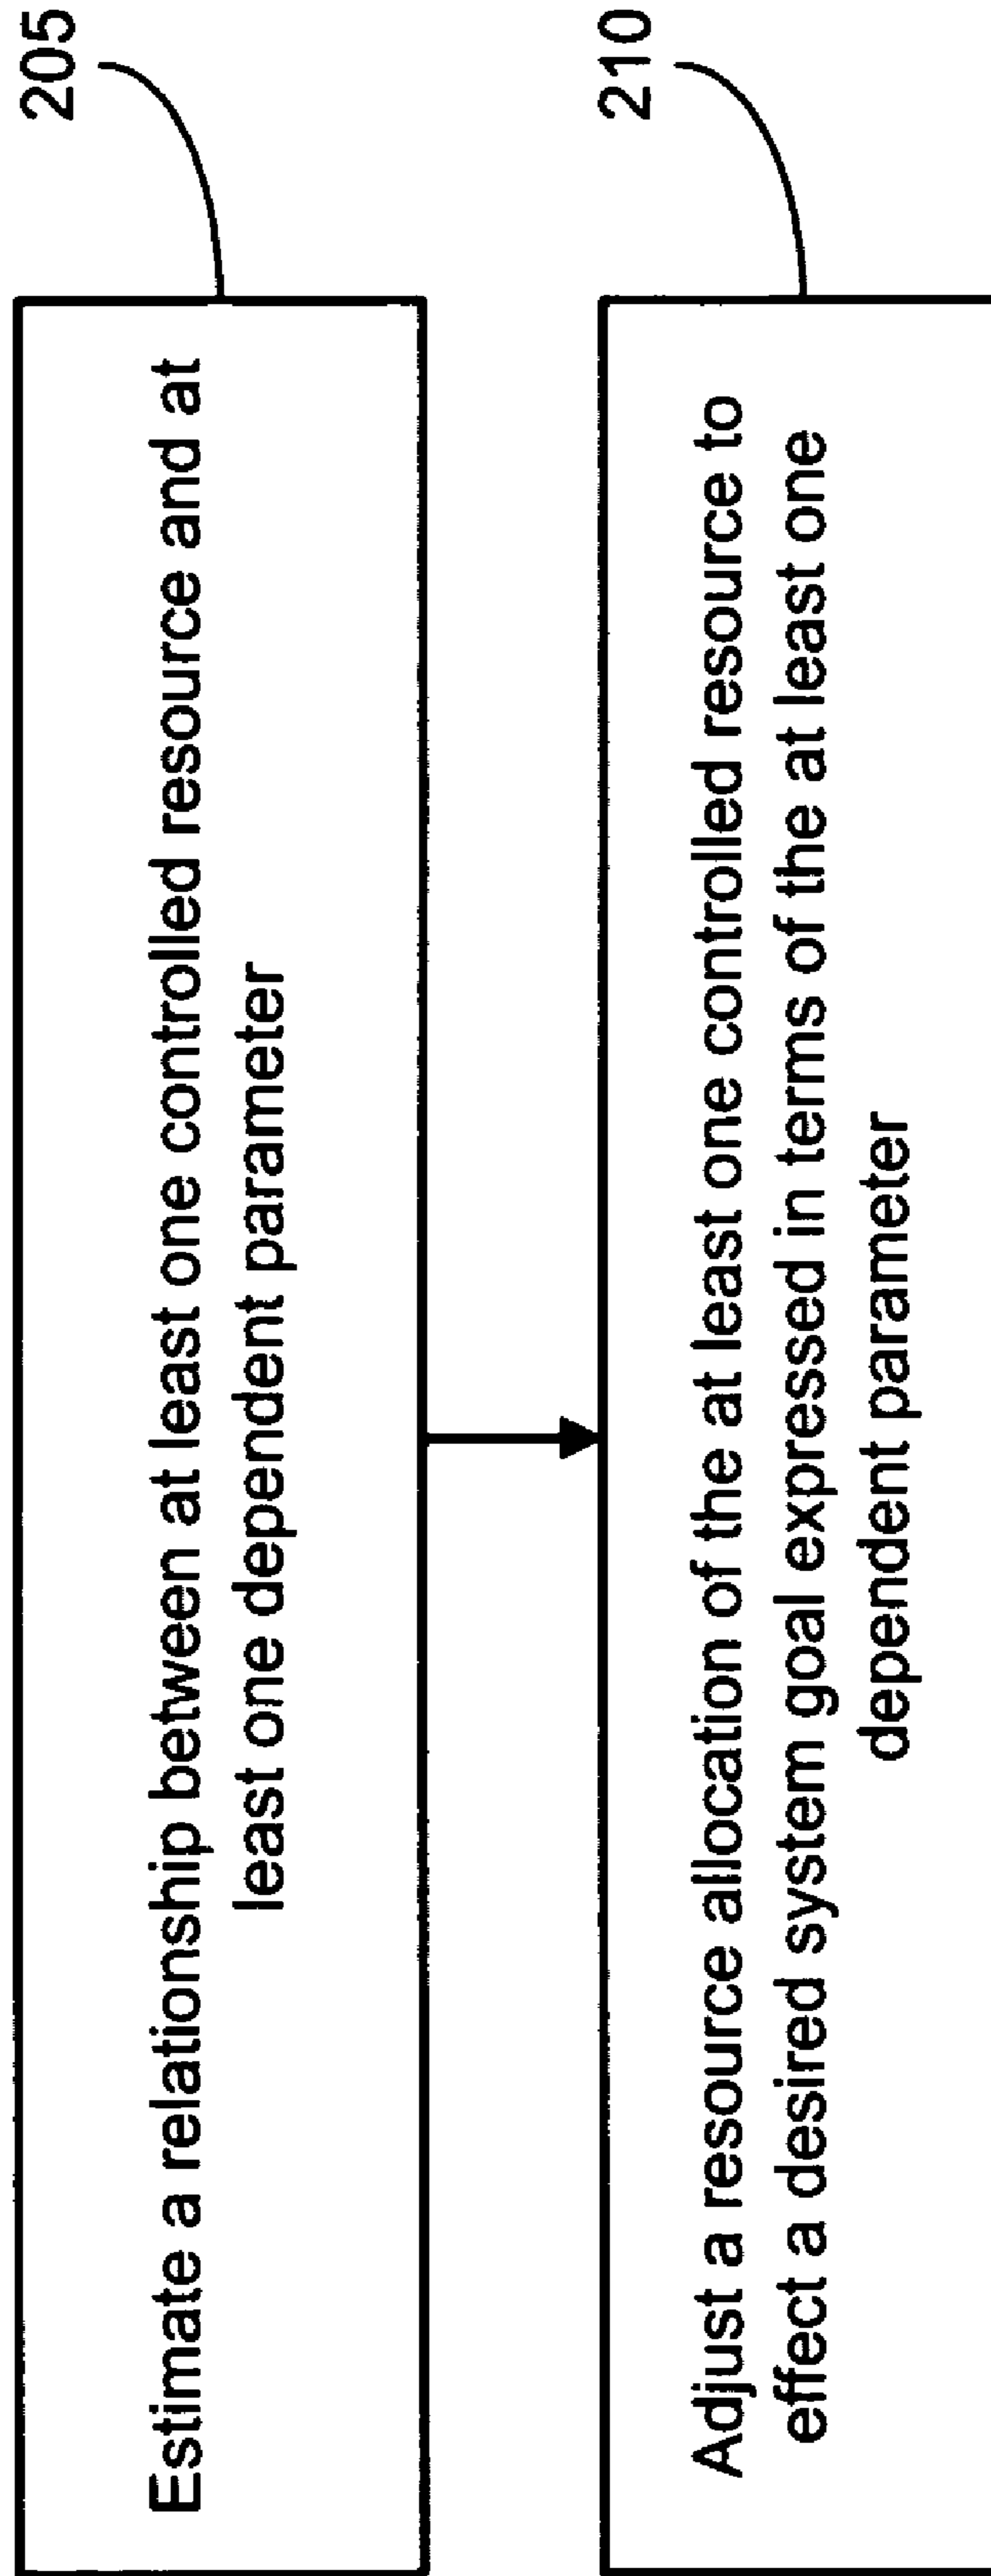 205
Estimate a relationship between at least one controlled resource and at
least one dependent parameter
210
Adjust a resource allocation of the at least one controlled resource to
effect a desired system goal expressed in terms of the at least one
dependent parameter